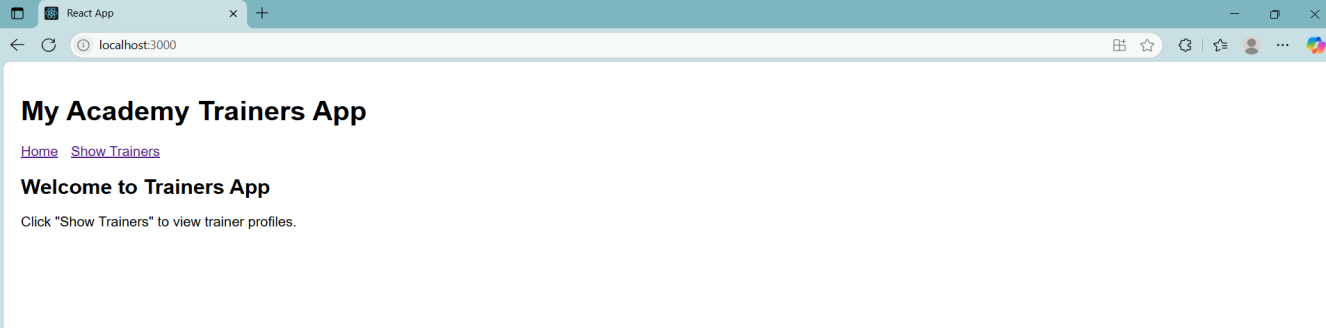 React App
localhost:3000
My Academy Trainers App
Home Show Trainers
Welcome to Trainers App
Click "Show Trainers" to view trainer profiles.